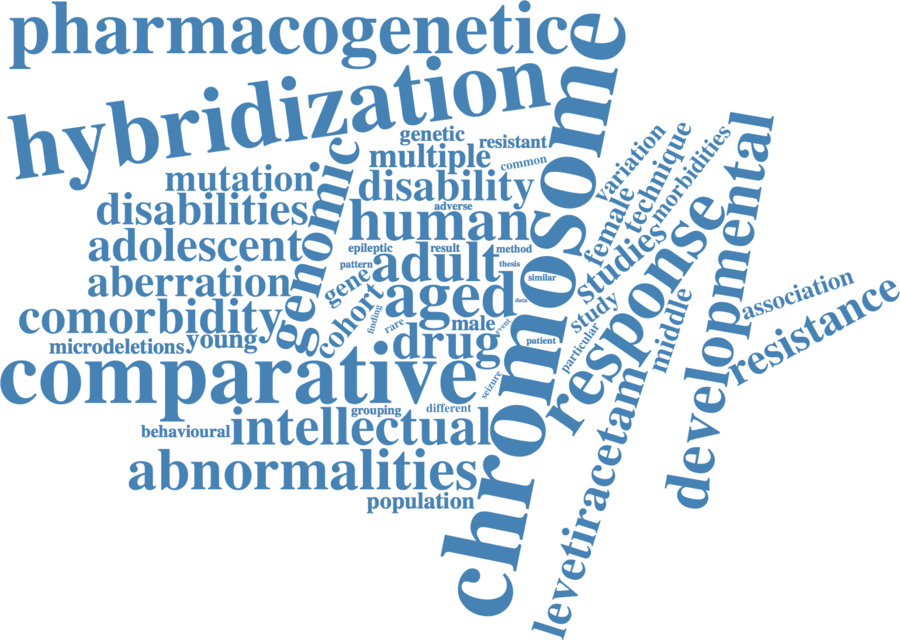 pharmacogenetic
hybridization
chromosome
genetic
resistant
multiple
common
mutation
disability
disabilities
adverse
human
genomic
adolescent
epileptic
result
method
pattern
adult
thesis
aberration
gene
similar
aged
data
comorbidity
cohort
finding
rare
male
event
microdeletions
young
drug
patient
comparative
seizure
grouping
different
behavioural
intellectual
abnormalities
population
variation
technique
morbidities
female
studies
response
study
particular
middle
levetiracetam
developmental
association
resistance